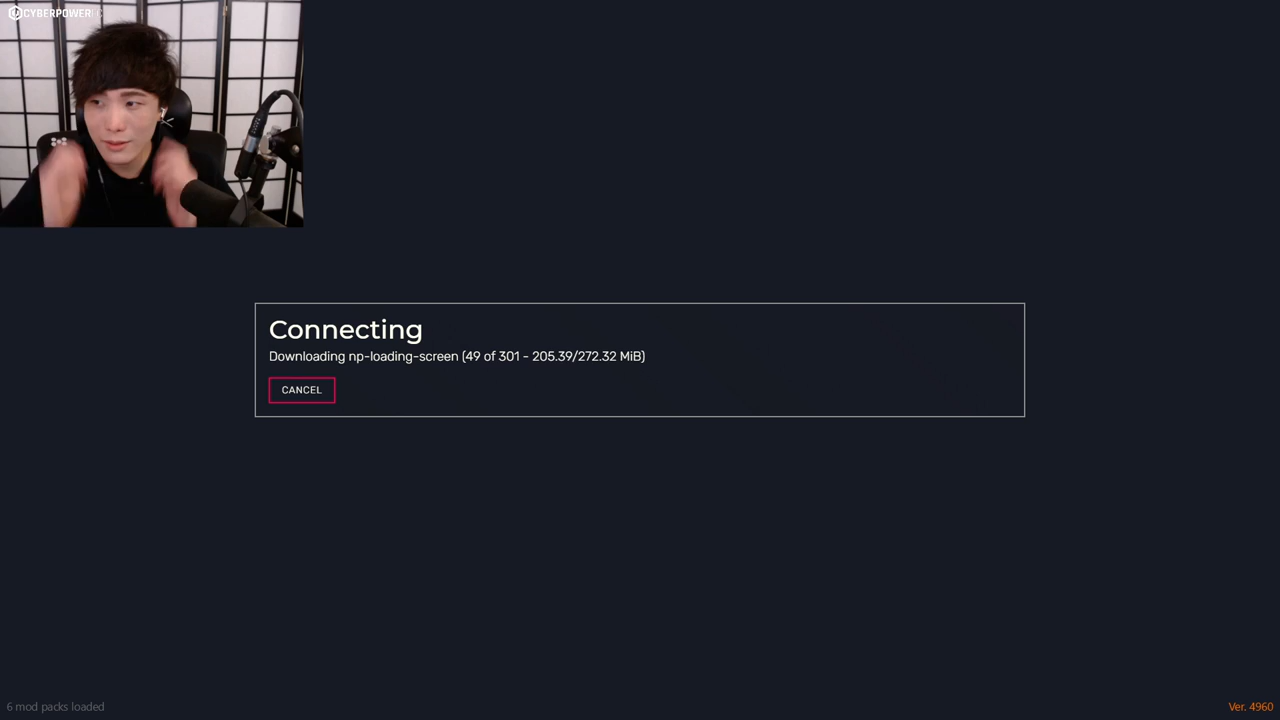 CYBERPOWERPC
Connecting
Downloading np-loading-screen (49 of 301 - 205.39/272.32 MiB)
CANCEL
6 mod packs loaded
Ver. 4960